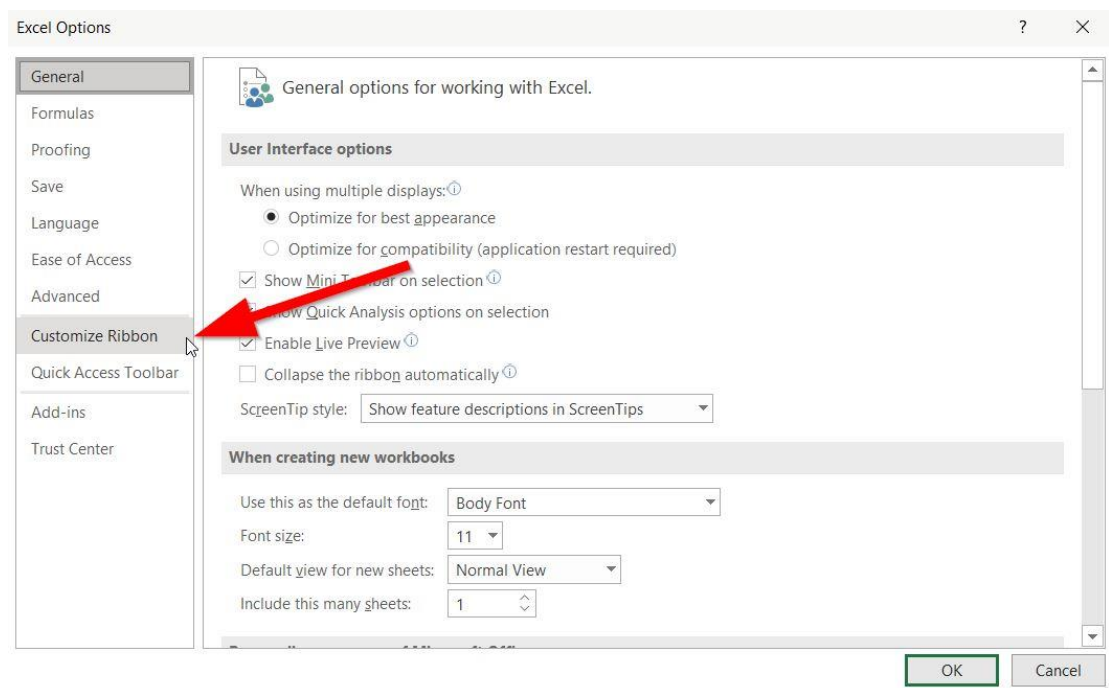 Excel Options
?
General
Formulas
Proofing
Save
Language
Ease of Access
Advanced
Customize Ribbon
Quick Access Toolbar
Add-ins
Trust Center
General options for working with Excel.
User Interface options
When using multiple displays:
Optimize for best appearance
Optimize for compatibility (application restart required)
Show Mini Toolbar on selection
Show Quick Analysis options on selection
Enable Live Preview
Collapse the ribbon automatically
ScreenTip style: Show feature descriptions in ScreenTips
When creating new workbooks
Use this as the default font: Body Font
Font size: 11
Default view for new sheets: Normal View
Include this many sheets: 1
OK Cancel